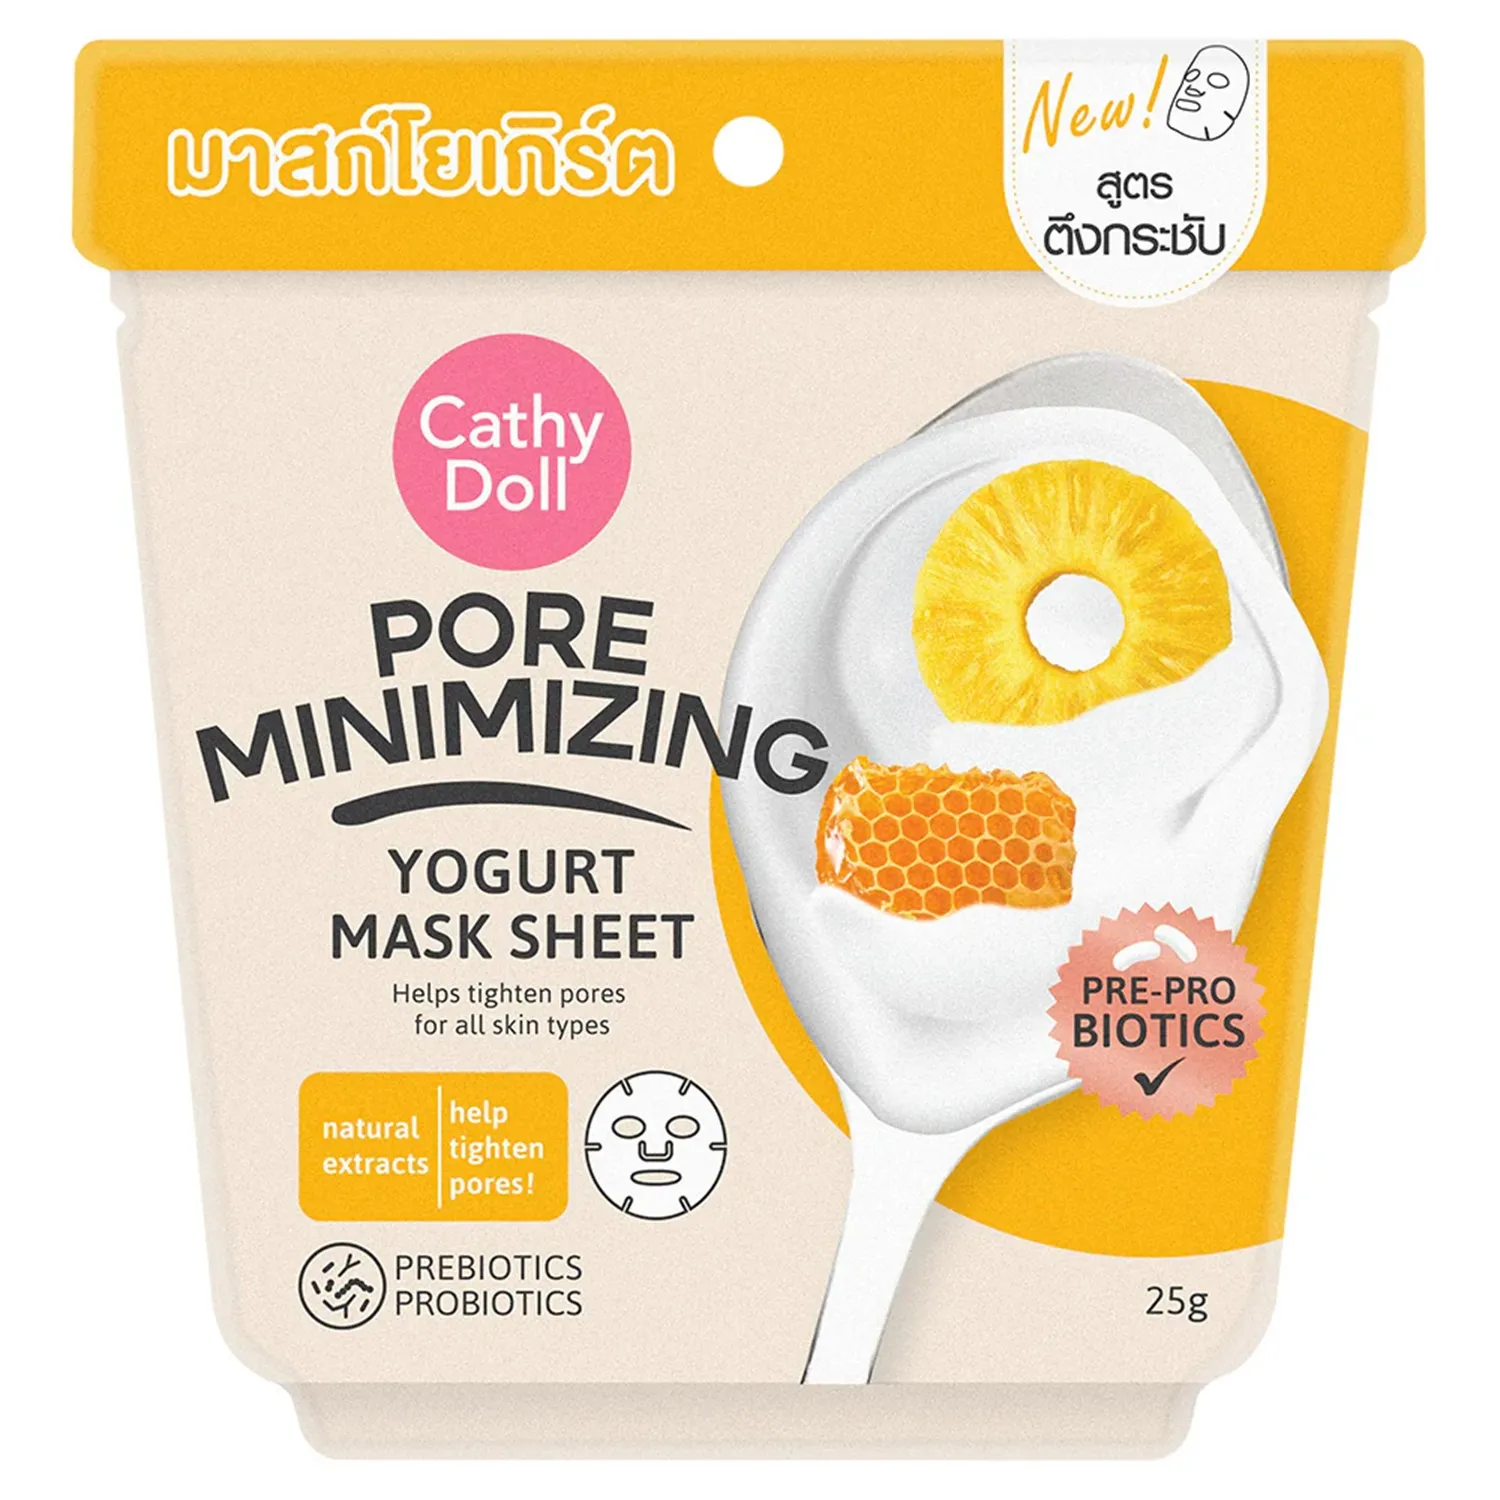 มาสก์โยเกิร์ต
New!
สูตร
ตึงกระชับ
Cathy
Doll
PORE
MINIMIZING
YOGURT
MASK SHEET
Helps tighten pores
for all skin types
natural
extracts
help
tighten
pores!
PREBIOTICS
PROBIOTICS
PRE-PRO
BIOTICS
25g